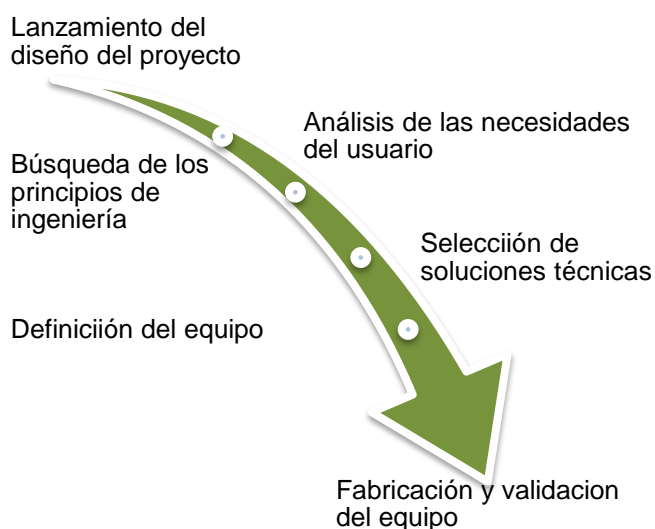 Lanzamiento del
diseño del proyecto
Análisis de las necesidades
del usuario
Búsqueda de los
principios de
ingeniería
Selecciión de
soluciones técnicas
Definiciión del equipo
Fabricación y validacion
del equipo